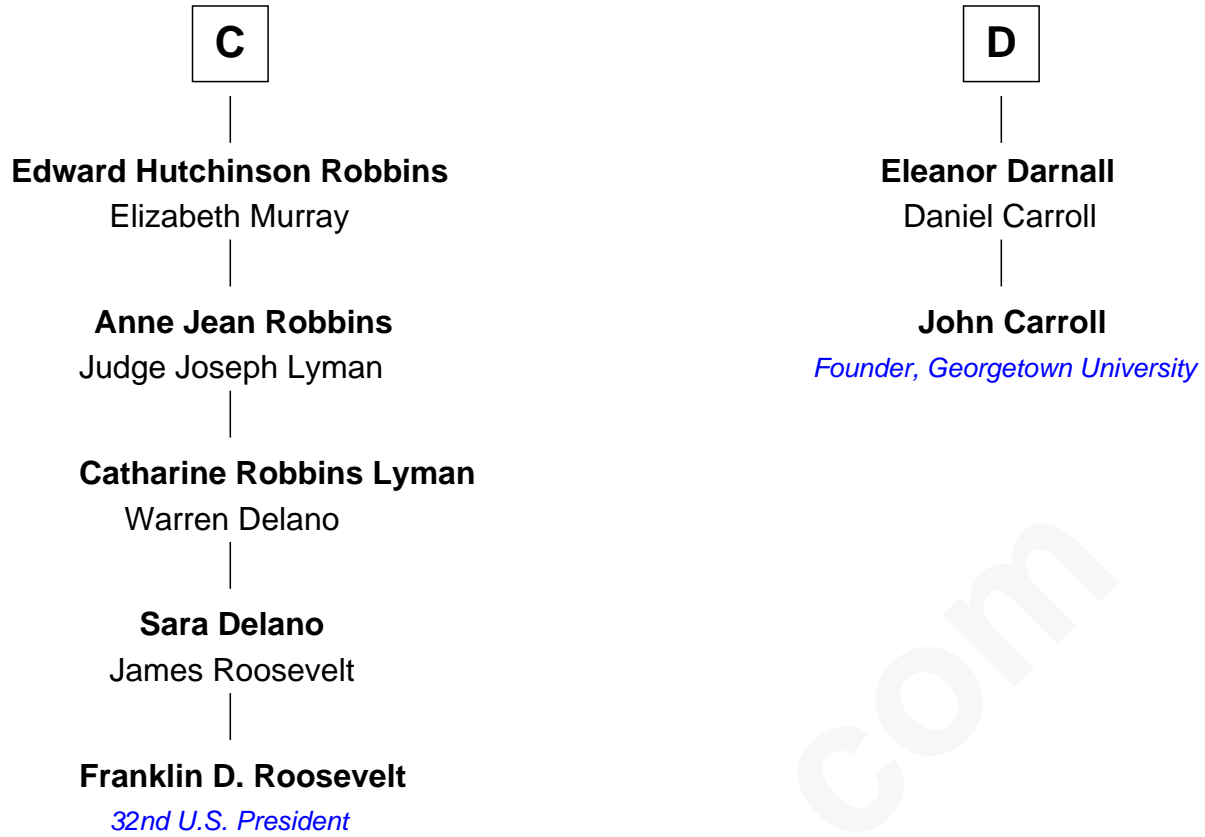 C
Edward Hutchinson Robbins
Elizabeth Murray
Anne Jean Robbins
Judge Joseph Lyman
Catharine Robbins Lyman
Warren Delano
Sara Delano
James Roosevelt
Franklin D. Roosevelt
32nd U.S. President
D
Eleanor Darnall
Daniel Carroll
John Carroll
Founder, Georgetown University
com